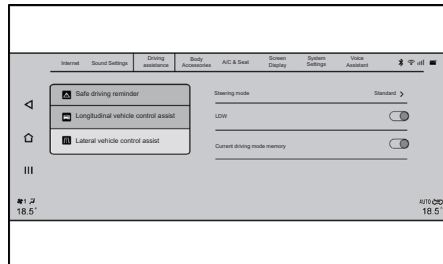 Internet
Sound Settings
Driving
assistance
Body
Accessories
A/C & Seat
Screen
Display
System
Settings
Voice
Assistant
Safe driving reminder
Longitudinal vehicle control assist
Lateral vehicle control assist
Steering mode
Standard
LDW
Current driving mode memory
1
18.5°
AUTO
18.5°